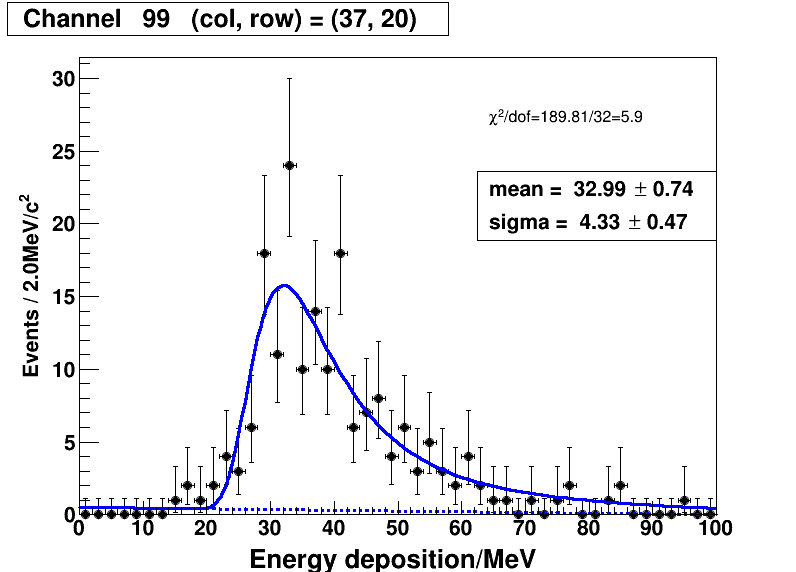 Channel 99 (col, row) = (37, 20)
χ²/dof=189.81/32=5.9
mean = 32.99 ± 0.74
sigma = 4.33 ± 0.47
Events / 2.0MeV/c²
30
25
20
15
10
5
0
0 10 20 30 40 50 60 70 80 90 100
Energy deposition/MeV